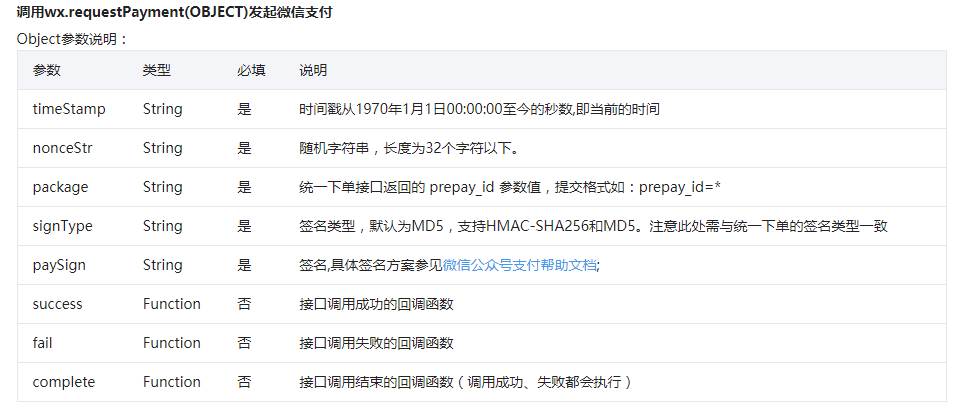 调用wx.requestPayment(OBJECT)发起微信支付
Object参数说明：
参数 类型 必填 说明
timeStamp String 是 时间戳从1970年1月1日00:00:00至今的秒数,即当前的时间
nonceStr String 是 随机字符串，长度为32个字符以下。
package String 是 统一下单接口返回的 prepay_id 参数值，提交格式如：prepay_id=*
signType String 是 签名类型，默认为MD5，支持HMAC-SHA256和MD5。注意此处需与统一下单的签名类型一致
paySign String 是 签名,具体签名方案参见微信公众号支付帮助文档;
success Function 否 接口调用成功的回调函数
fail Function 否 接口调用失败的回调函数
complete Function 否 接口调用结束的回调函数（调用成功、失败都会执行）